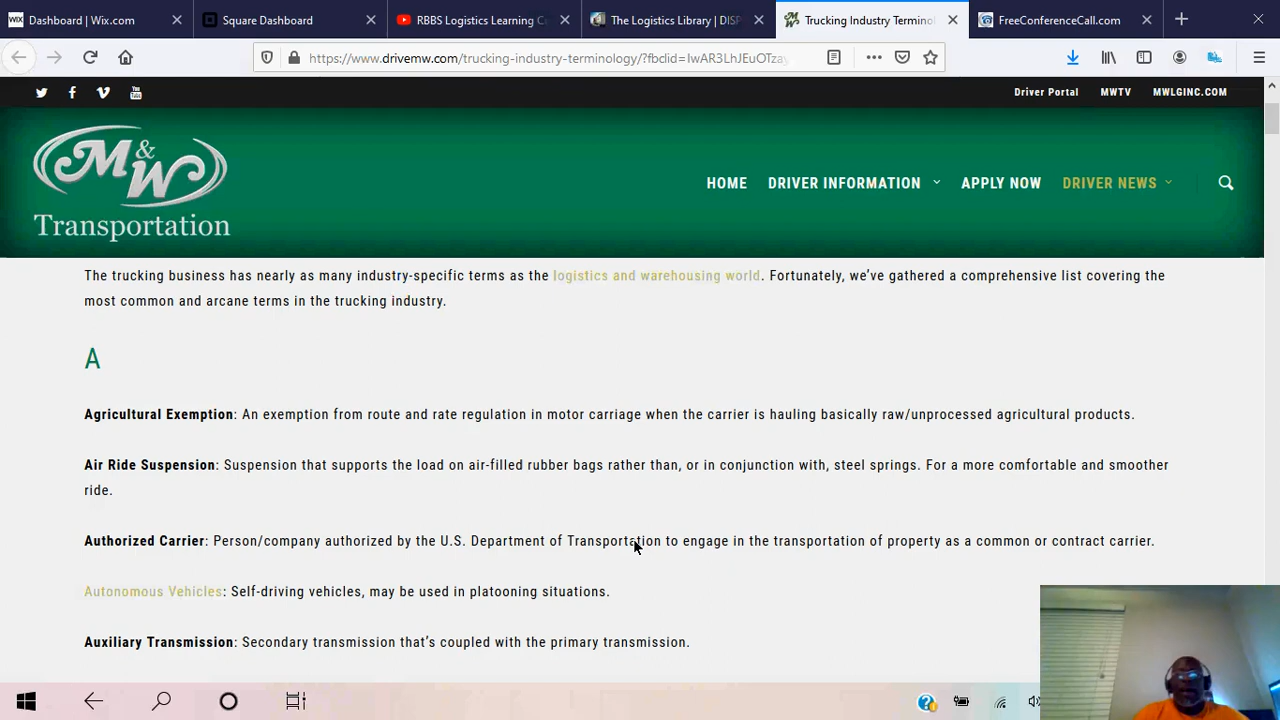 Dashboard | Wix.com
Square Dashboard
RBBS Logistics Learning Ce
The Logistics Library | DISP
Trucking Industry Terminol
FreeConferenceCall.com
https://www.drivemw.com/trucking-industry-terminology/?fbclid=IwAR3LhJEuOTzay
Driver Portal
MWTV
MWLGINC.COM
M&W
Transportation
HOME
DRIVER INFORMATION
APPLY NOW
DRIVER NEWS
The trucking business has nearly as many industry-specific terms as the logistics and warehousing world. Fortunately, we've gathered a comprehensive list covering the
most common and arcane terms in the trucking industry.
A
Agricultural Exemption: An exemption from route and rate regulation in motor carriage when the carrier is hauling basically raw/unprocessed agricultural products.
Air Ride Suspension: Suspension that supports the load on air-filled rubber bags rather than, or in conjunction with, steel springs. For a more comfortable and smoother
ride.
Authorized Carrier: Person/company authorized by the U.S. Department of Transportation to engage in the transportation of property as a common or contract carrier.
Autonomous Vehicles: Self-driving vehicles, may be used in platooning situations.
Auxiliary Transmission: Secondary transmission that's coupled with the primary transmission.